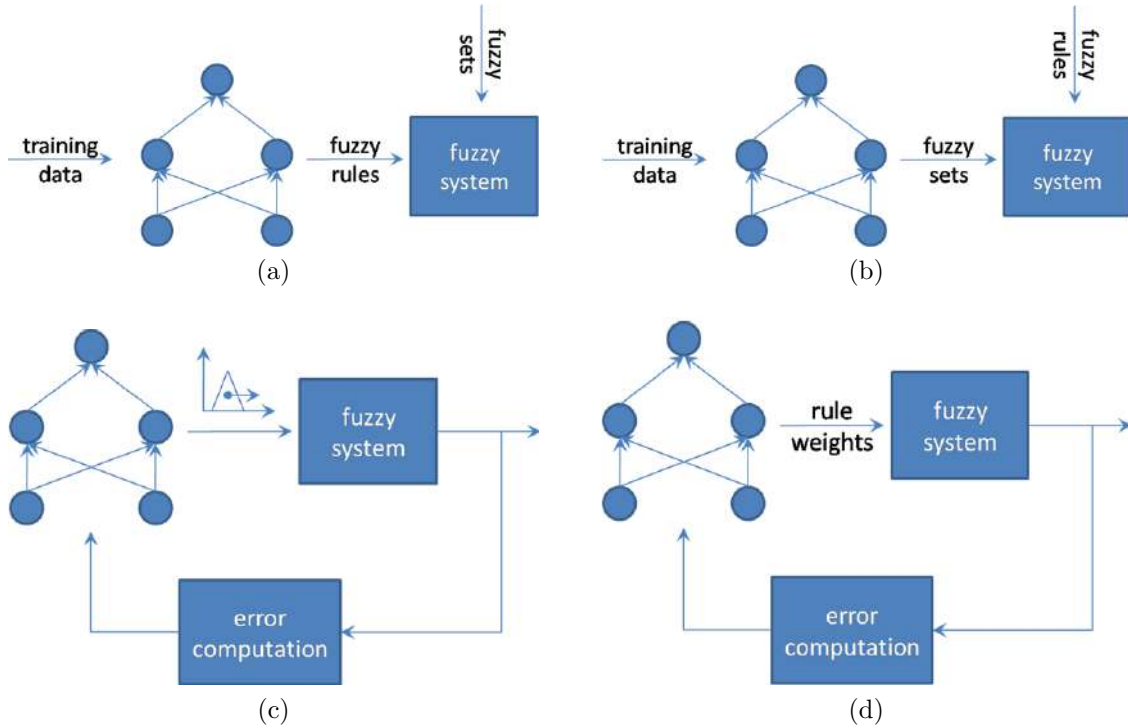 fuzzy
sets
training
data
fuzzy
rules
fuzzy
system
(a)
fuzzy
rules
training
data
fuzzy
sets
fuzzy
system
(b)
fuzzy
system
error
computation
(c)
rule
weights
fuzzy
system
error
computation
(d)